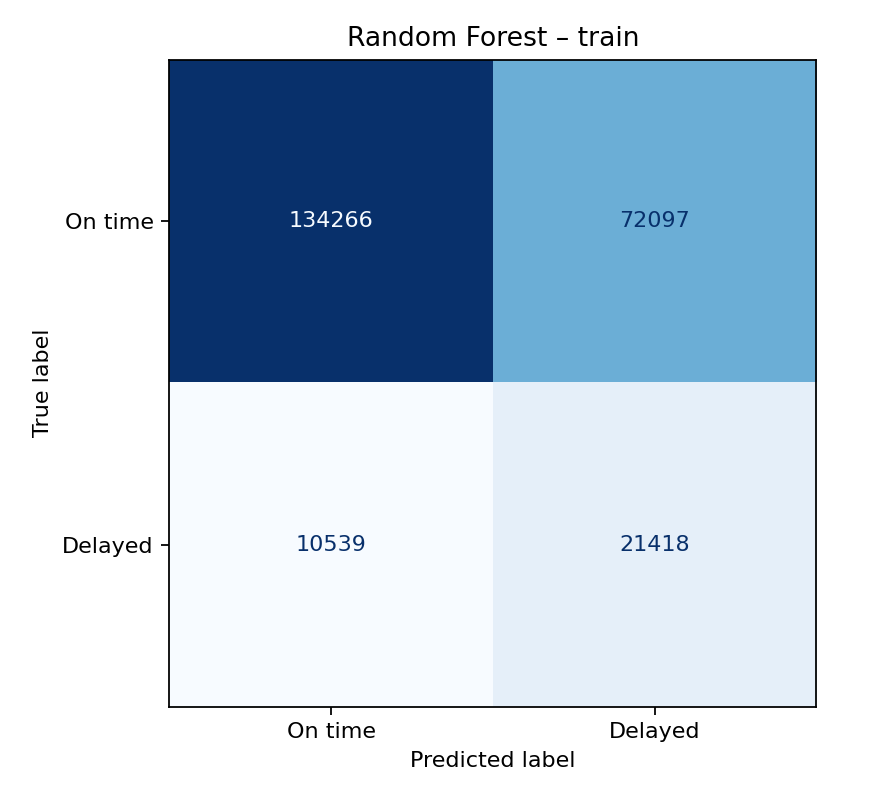 Random Forest – train
True label
On time
134266
72097
Delayed
10539
21418
On time
Delayed
Predicted label